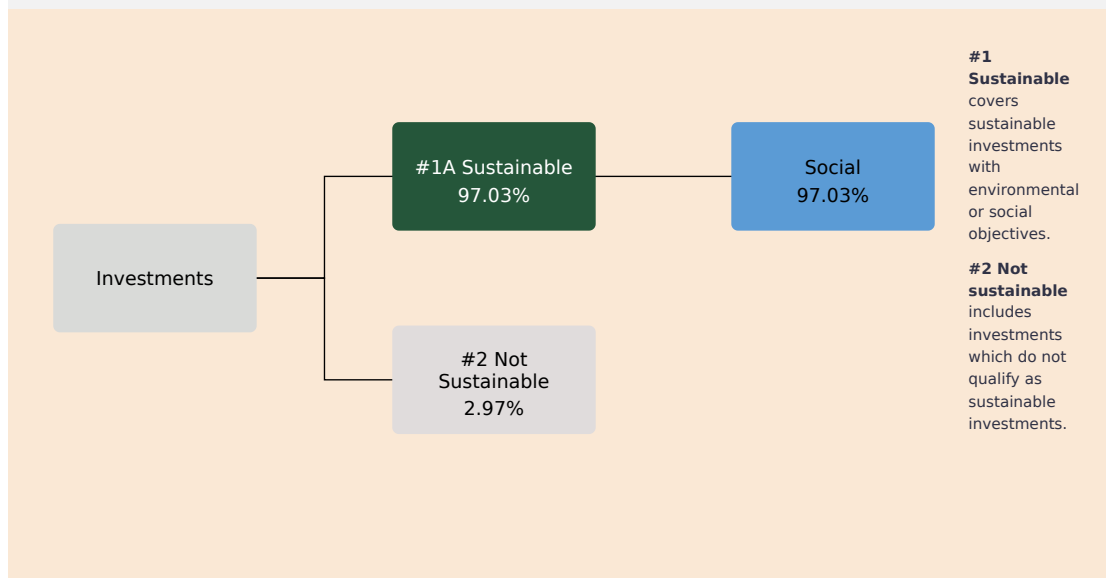 Investments
#1A Sustainable
97.03%
Social
97.03%
#2 Not
Sustainable
2.97%
#1
Sustainable
covers
sustainable
investments
with
environmental
or social
objectives.
#2 Not
sustainable
includes
investments
which do not
qualify as
sustainable
investments.